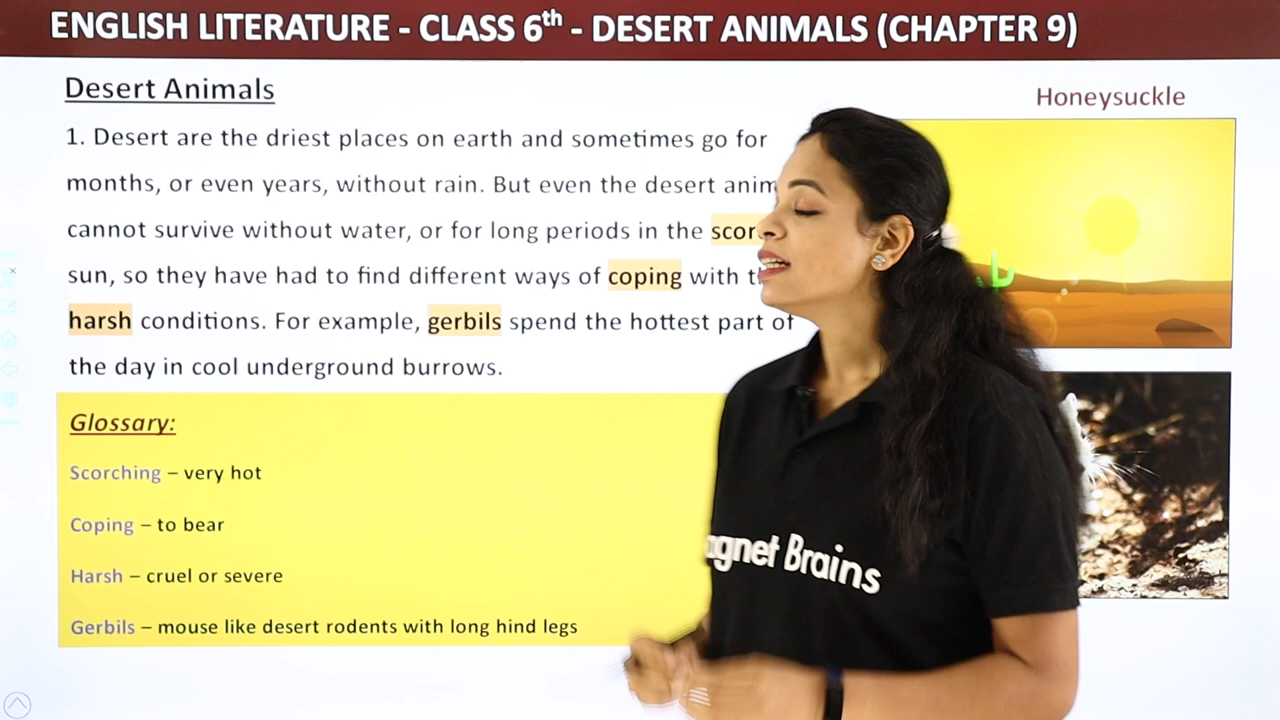 ENGLISH LITERATURE - CLASS 6th - DESERT ANIMALS (CHAPTER 9)
Desert Animals
Honeysuckle
1. Desert are the driest places on earth and sometimes go for
months, or even years, without rain. But even the desert
cannot survive without water, or for long periods in the
sun, so they have had to find different ways of coping with
harsh conditions. For example, gerbils spend the hottest part of
the day in cool underground burrows.
Glossary:
Scorching – very hot
Coping – to bear
Harsh – cruel or severe
Gerbils – mouse like desert rodents with long hind legs
Brains